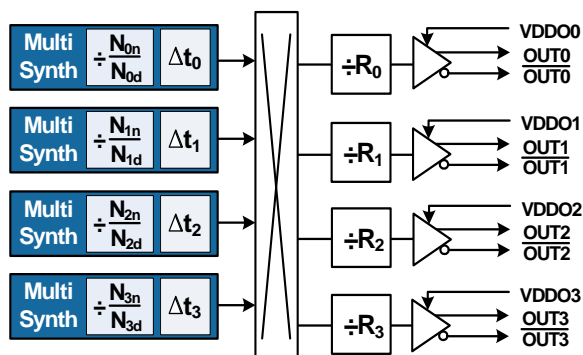 Multi Synth ÷ N0n/N0d Δt0
÷R0
VDDO0
OUT0
OUT0
Multi Synth ÷ N1n/N1d Δt1
÷R1
VDDO1
OUT1
OUT1
Multi Synth ÷ N2n/N2d Δt2
÷R2
VDDO2
OUT2
OUT2
Multi Synth ÷ N3n/N3d Δt3
÷R3
VDDO3
OUT3
OUT3